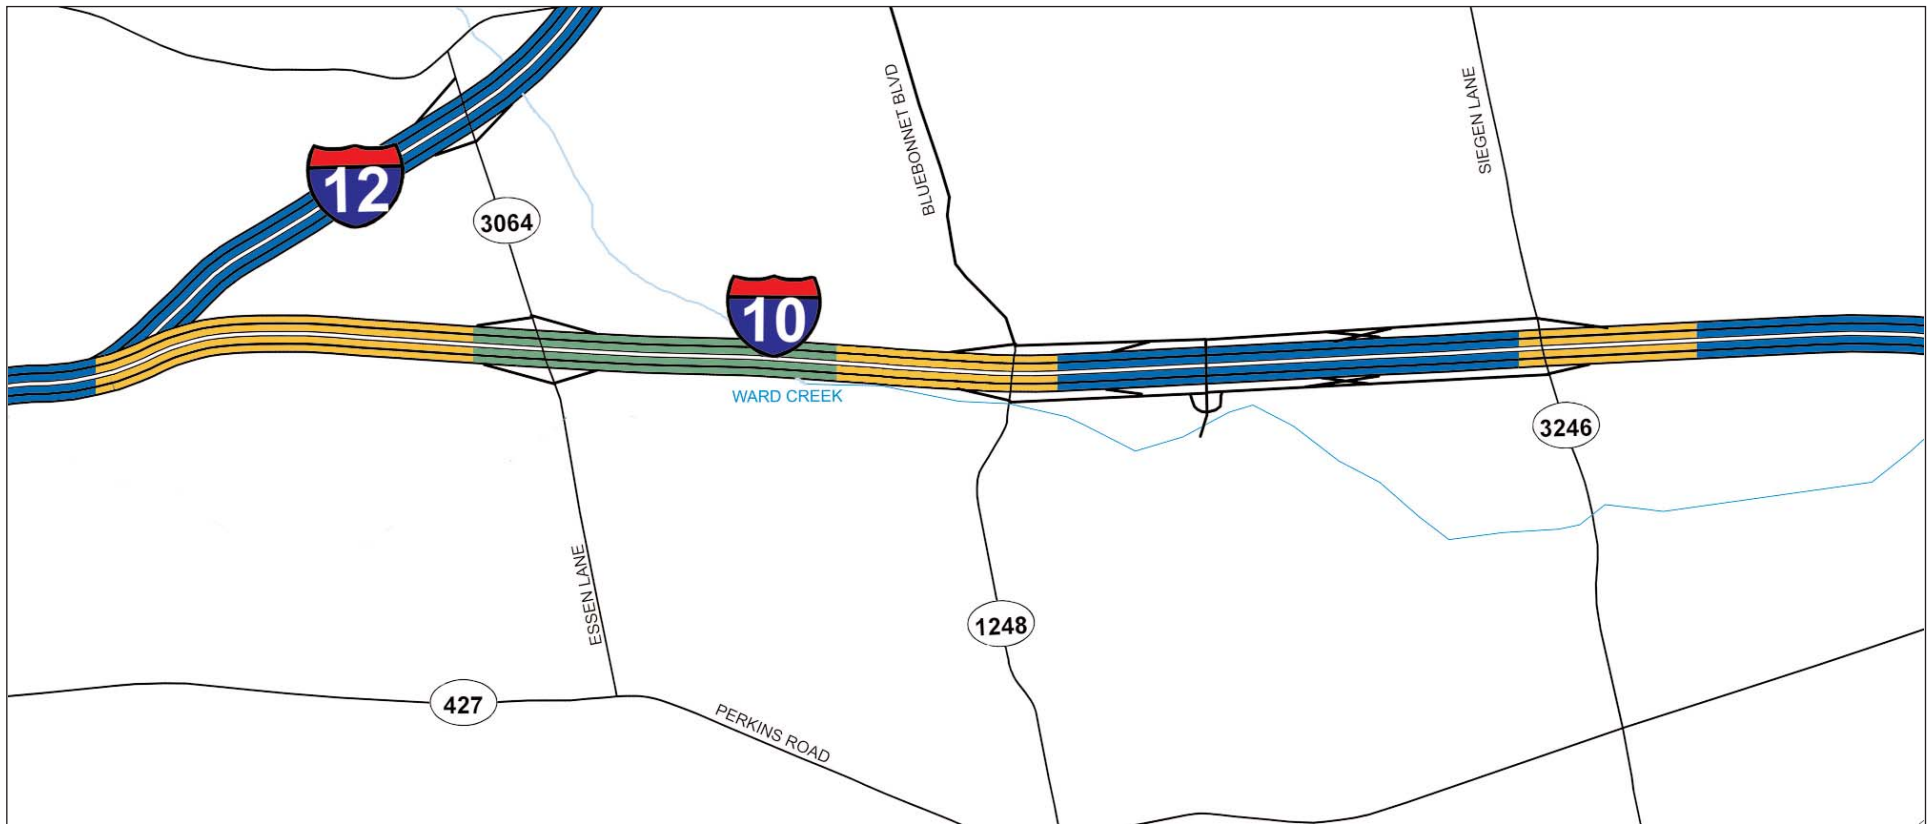 BLUEBONNET BLVD
SIEGEN LANE
12
3064
10
WARD CREEK
3246
ESSEN LANE
1248
427
PERKINS ROAD